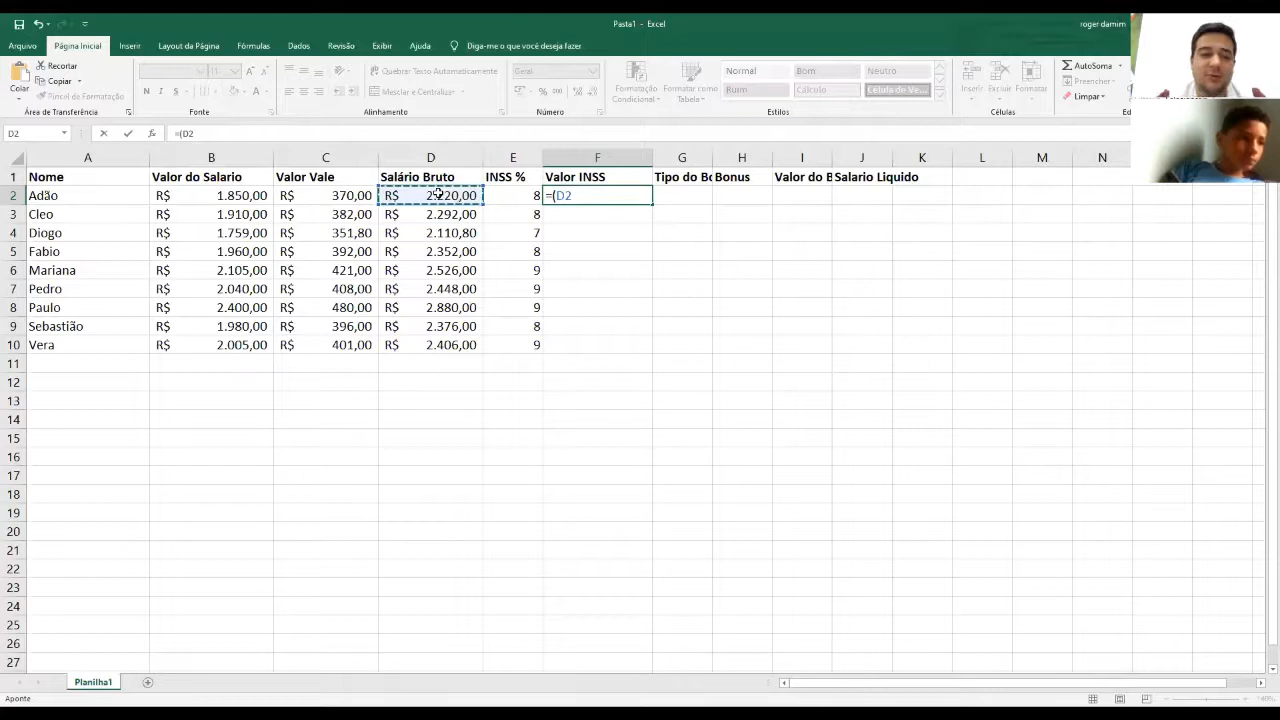 Pasta1 - Excel
roger damim
Arquivo Página Inicial Inserir Layout da Página Fórmulas Dados Revisão Exibir Ajuda Diga-me o que você deseja fazer
Colar
Recortar
Copiar
Pincel de Formatação
Área de Transferência
11
N I S
Fonte
Quebrar Texto Automaticamente
Mesclar e Centralizar
Alinhamento
Geral
% 000
Número
Formatação Condicional
Formatar como Tabela
Normal Bom Neutro
Ruim Cálculo Célula de Ve...
Estilos
Inserir Excluir Formatar
Células
AutoSoma
Preencher
Limpar
D2 fx =(D2
A B C D E F G H I J K L M N
1 Nome Valor do Salario Valor Vale Salário Bruto INSS % Valor INSS Tipo do Bo Bonus Valor do B Salario Liquido
2 Adão R$ 1.850,00 R$ 370,00 R$ 2.220,00 8 =(D2
3 Cleo R$ 1.910,00 R$ 382,00 R$ 2.292,00 8
4 Diogo R$ 1.759,00 R$ 351,80 R$ 2.110,80 7
5 Fabio R$ 1.960,00 R$ 392,00 R$ 2.352,00 8
6 Mariana R$ 2.105,00 R$ 421,00 R$ 2.526,00 9
7 Pedro R$ 2.040,00 R$ 408,00 R$ 2.448,00 9
8 Paulo R$ 2.400,00 R$ 480,00 R$ 2.880,00 9
9 Sebastião R$ 1.980,00 R$ 396,00 R$ 2.376,00 8
10 Vera R$ 2.005,00 R$ 401,00 R$ 2.406,00 9
11
12
13
14
15
16
17
18
19
20
21
22
23
24
25
26
27
Planilha1
Aponte